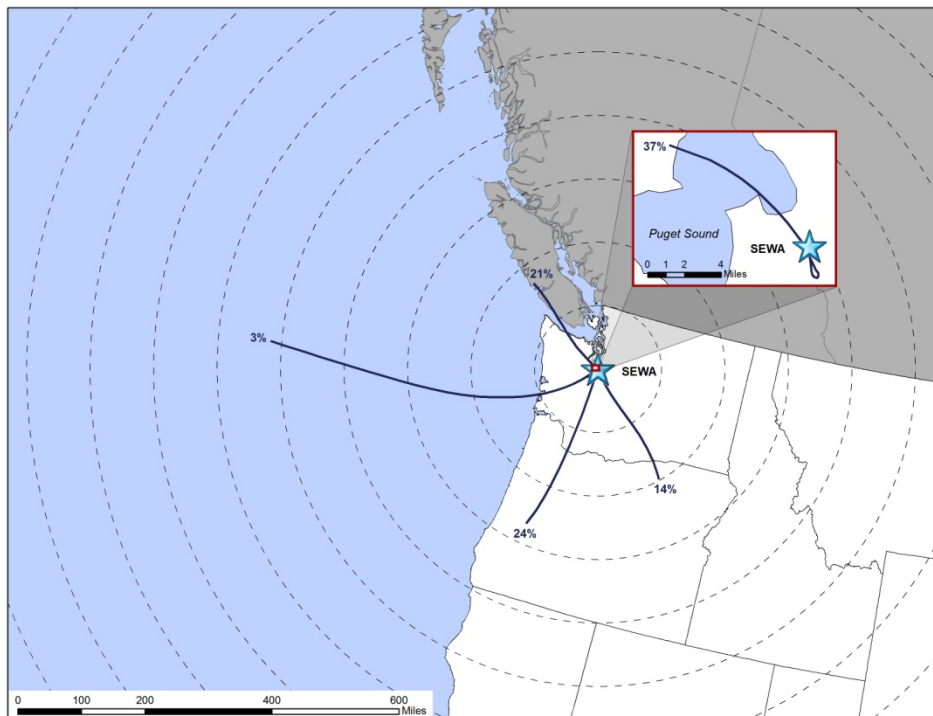 37%
Puget Sound
SEWA
0 1 2 4
Miles
21%
3%
SEWA
14%
24%
0 100 200 400 600
Miles